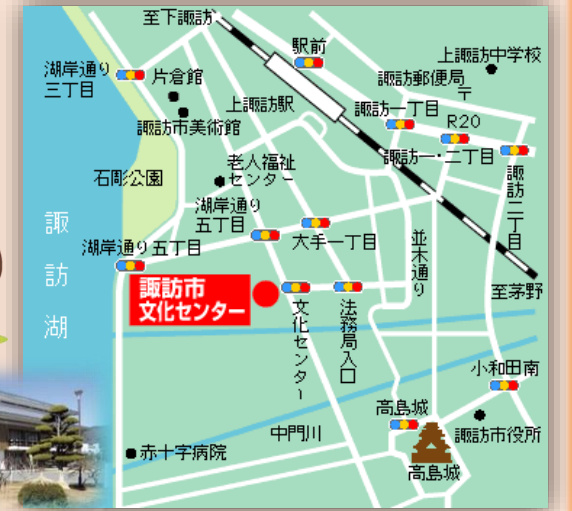 至下諏訪
駅前
上諏訪中学校
湖岸通り
三丁目
片倉館
諏訪郵便局
〒
上諏訪駅
諏訪一丁目
R20
諏訪市美術館
諏訪一・二丁目
諏訪二丁目
老人福祉
センター
石彫公園
湖岸通り
五丁目
大手一丁目
並木通り
諏訪湖
湖岸通り五丁目
諏訪市
文化センター
文化センター
法務局入口
至茅野
小和田南
高島城
中門川
諏訪市役所
赤十字病院
高島城